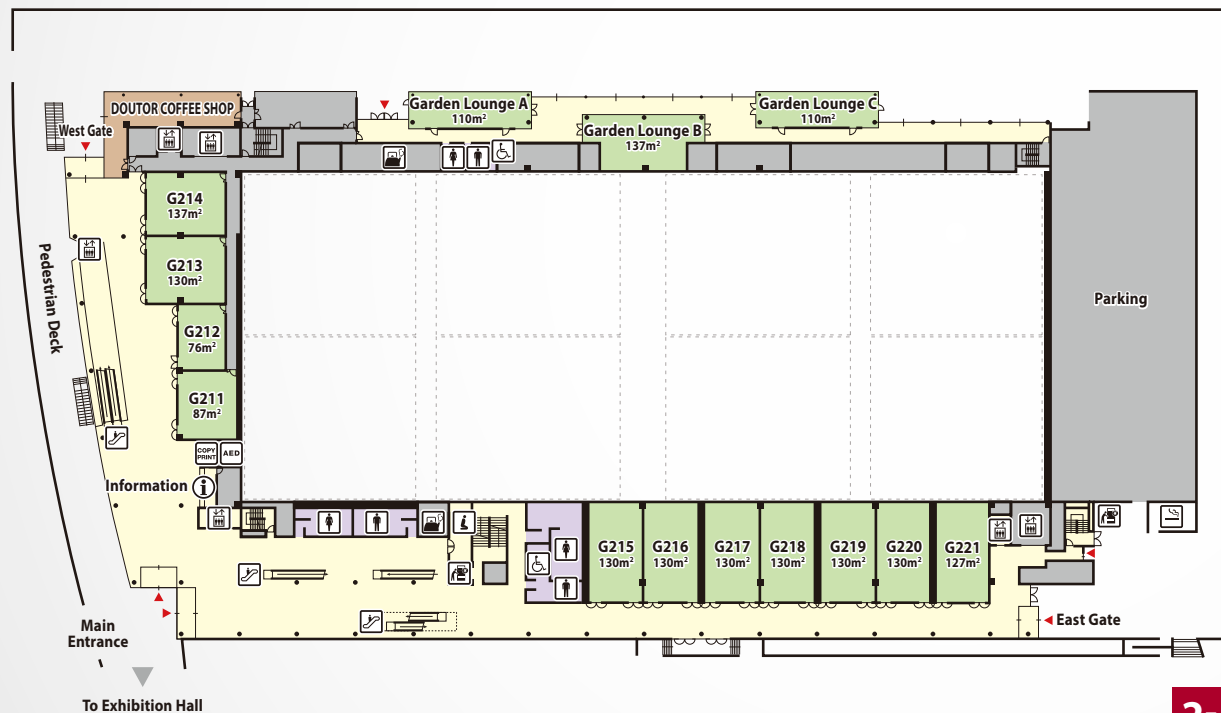 DOUTOR COFFEE SHOP
Garden Lounge A
110m²
Garden Lounge C
110m²
West Gate
Garden Lounge B
137m²
G214
137m²
G213
130m²
Pedestrian Deck
Parking
G212
76m²
G211
87m²
COPY
PRINT
AED
Information
i
G215
130m²
G216
130m²
G217
130m²
G218
130m²
G219
130m²
G220
130m²
G221
127m²
East Gate
Main
Entrance
To Exhibition Hall